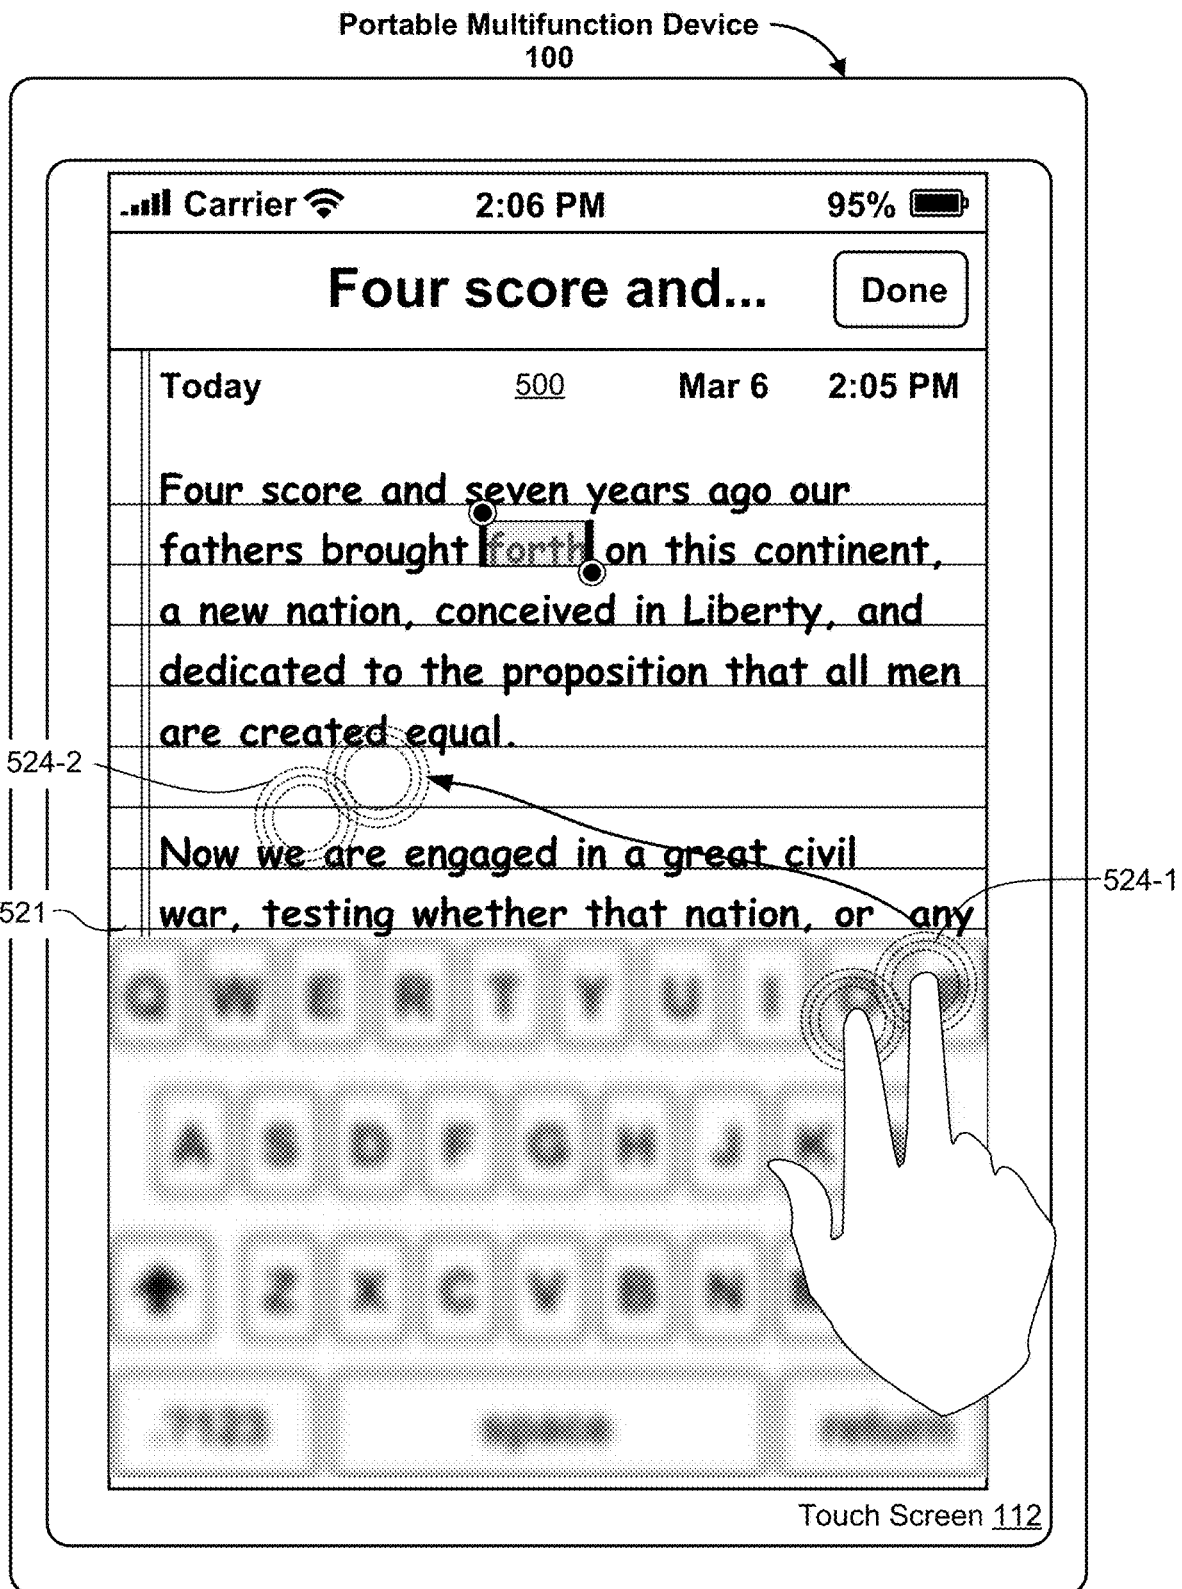 Portable Multifunction Device
100
Carrier 2:06 PM 95%
Four score and... Done
Today 500 Mar 6 2:05 PM
Four score and seven years ago our
fathers brought forth on this continent,
a new nation, conceived in Liberty, and
dedicated to the proposition that all men
are created equal.
524-2
Now we are engaged in a great civil
524-1
521
war, testing whether that nation, or any
Q W E R T Y U I
A S D F G H J K
Z X C V B N
space
return
Touch Screen 112